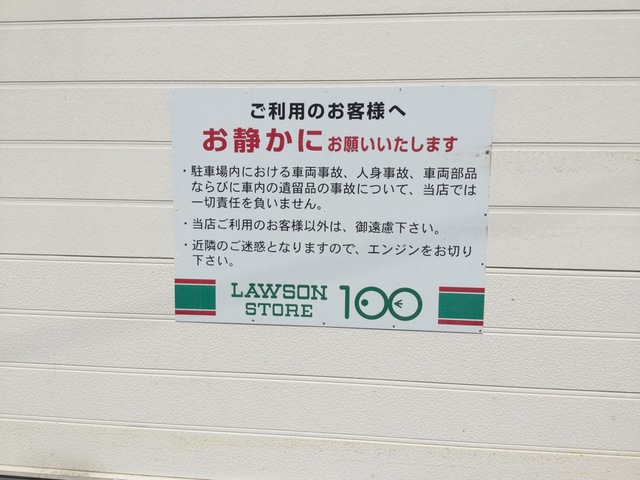 ご利用のお客様へ
お静かにお願いいたします
・駐車場内における車両事故、人身事故、車両部品
ならびに車内の遺留品の事故について、当店では
一切責任を負いません。
・当店ご利用のお客様以外は、御遠慮下さい。
・近隣のご迷惑となりますので、エンジンをお切り
下さい。
LAWSON
STORE 100